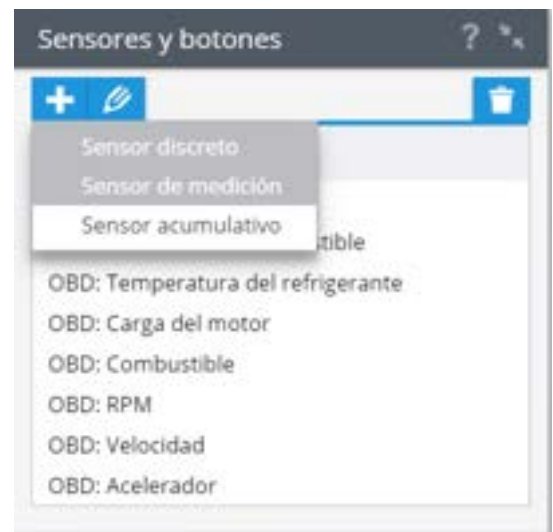 Sensores y botones ?
Sensor discreto
Sensor de medición
Sensor acumulativo
OBD: Temperatura del refrigerante
OBD: Carga del motor
OBD: Combustible
OBD: RPM
OBD: Velocidad
OBD: Acelerador